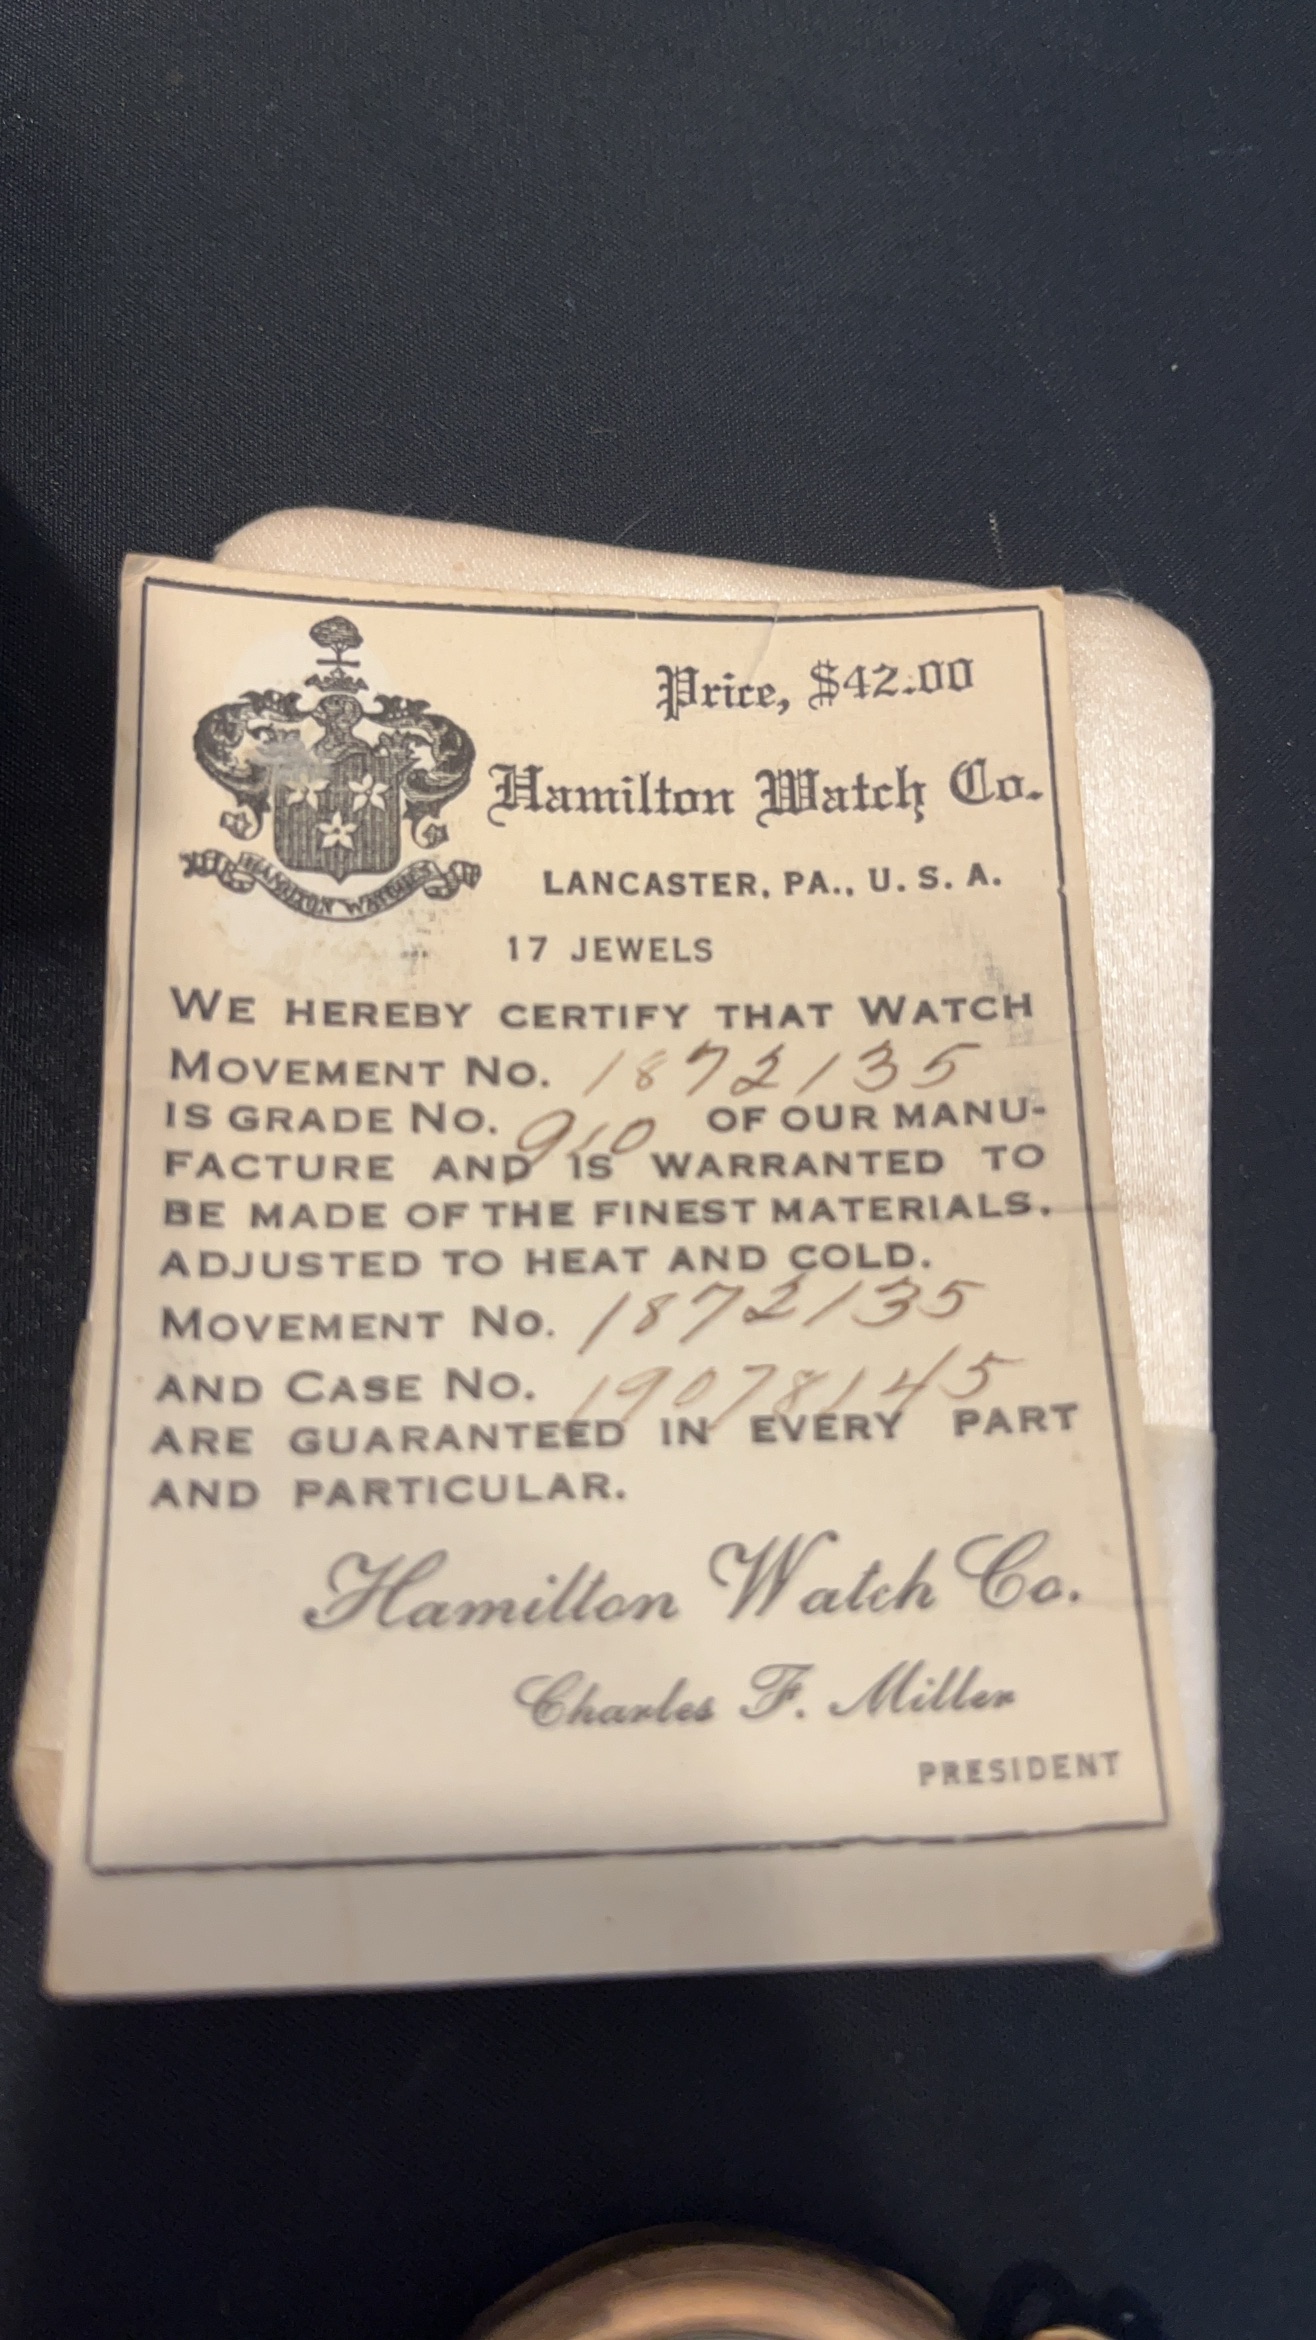 Price, $42.00
Hamilton Watch Co.
LANCASTER, PA., U. S. A.
HAMILTON WATCHES
17 JEWELS
WE HEREBY CERTIFY THAT WATCH
MOVEMENT NO. 1872135
IS GRADE NO. 910 OF OUR MANU-
FACTURE AND IS WARRANTED TO
BE MADE OF THE FINEST MATERIALS.
ADJUSTED TO HEAT AND COLD.
MOVEMENT NO. 1872135
AND CASE NO. 19078145
ARE GUARANTEED IN EVERY PART
AND PARTICULAR.
Hamilton Watch Co.
Charles F. Miller
PRESIDENT